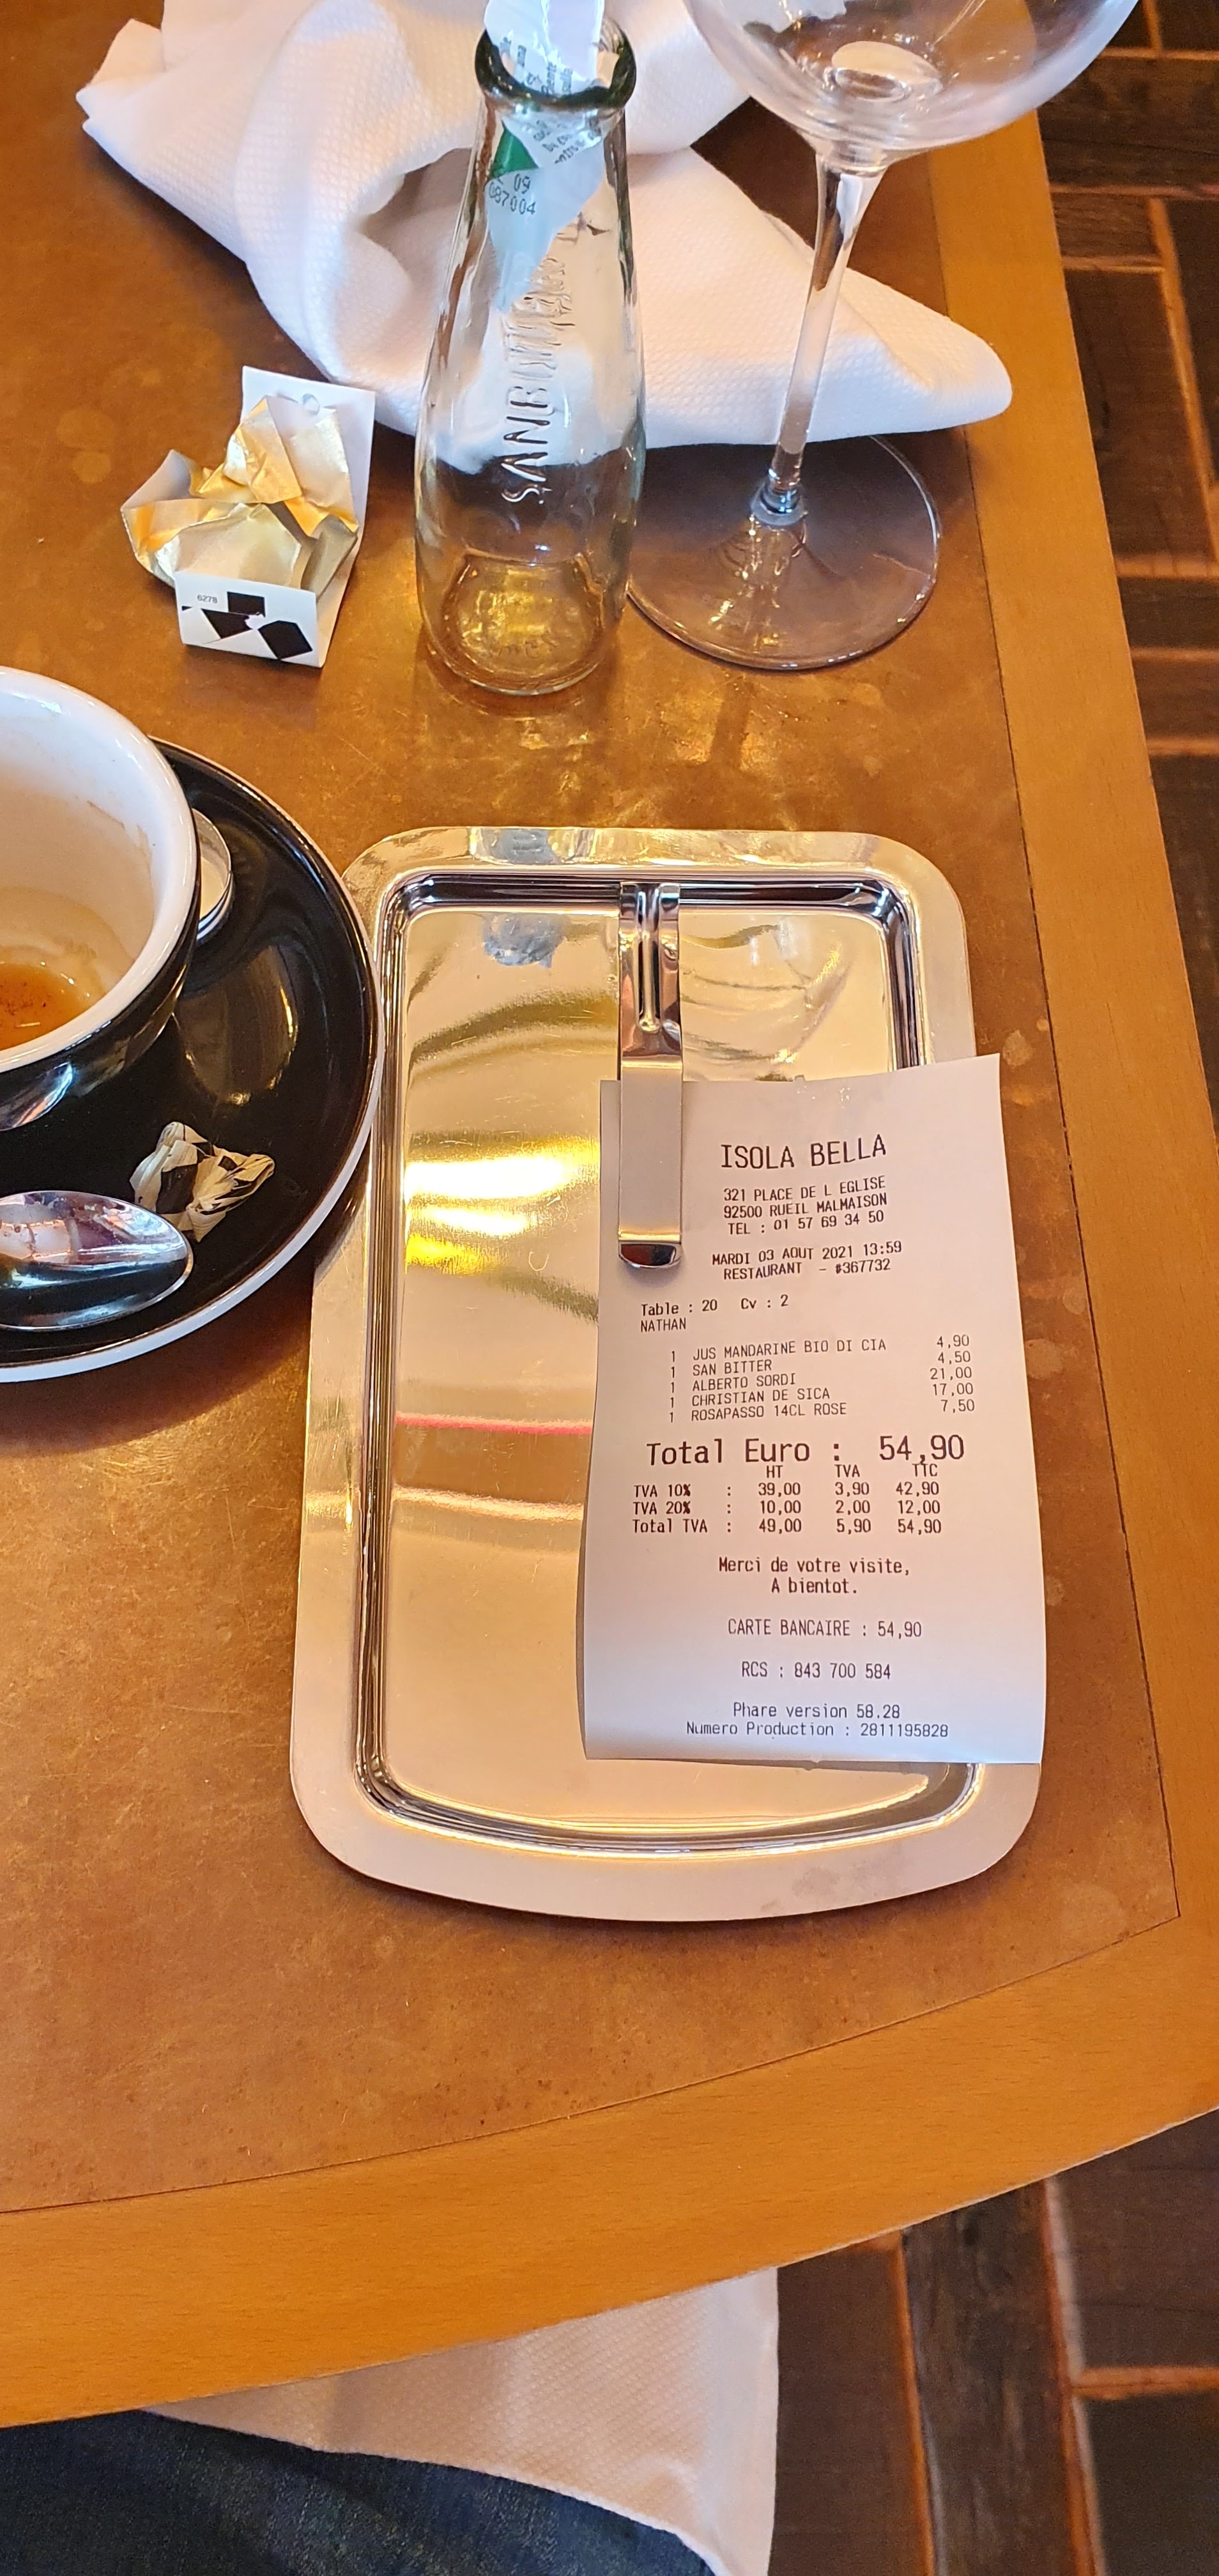 09
087004
SANBITTER
6278
ISOLA BELLA
321 PLACE DE L EGLISE
92500 RUEIL MALMAISON
TEL : 01 57 69 34 50
MARDI 03 AOUT 2021 13:59
RESTAURANT - #367732
Table : 20 Cv : 2
NATHAN
1 JUS MANDARINE BIO DI CIA 4,90
1 SAN BITTER 4,50
1 ALBERTO SORDI 21,00
1 CHRISTIAN DE SICA 17,00
1 ROSAPASSO 14CL ROSE 7,50
Total Euro : 54,90
HT TVA TTC
TVA 10% : 39,00 3,90 42,90
TVA 20% : 10,00 2,00 12,00
Total TVA : 49,00 5,90 54,90
Merci de votre visite,
A bientot.
CARTE BANCAIRE : 54,90
RCS : 843 700 584
Phare version 58.28
Numero Production : 2811195828